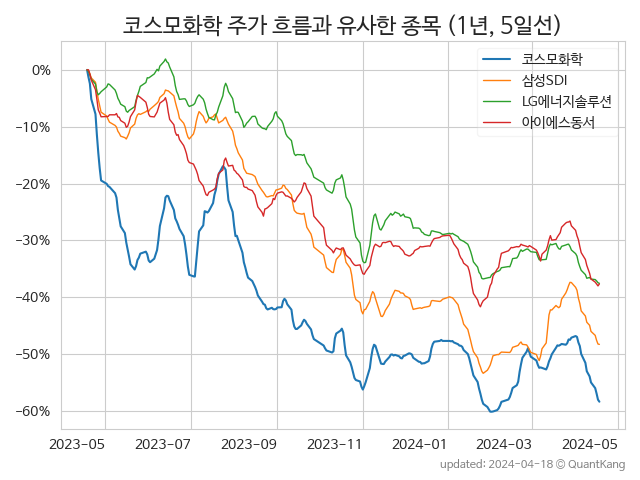 코스모화학 주가 흐름과 유사한 종목 (1년, 5일선)
코스모화학
삼성SDI
LG에너지솔루션
아이에스동서
0%
−10%
−20%
−30%
−40%
−50%
−60%
2023-05 2023-07 2023-09 2023-11 2024-01 2024-03 2024-05
updated: 2024-04-18 © QuantKang